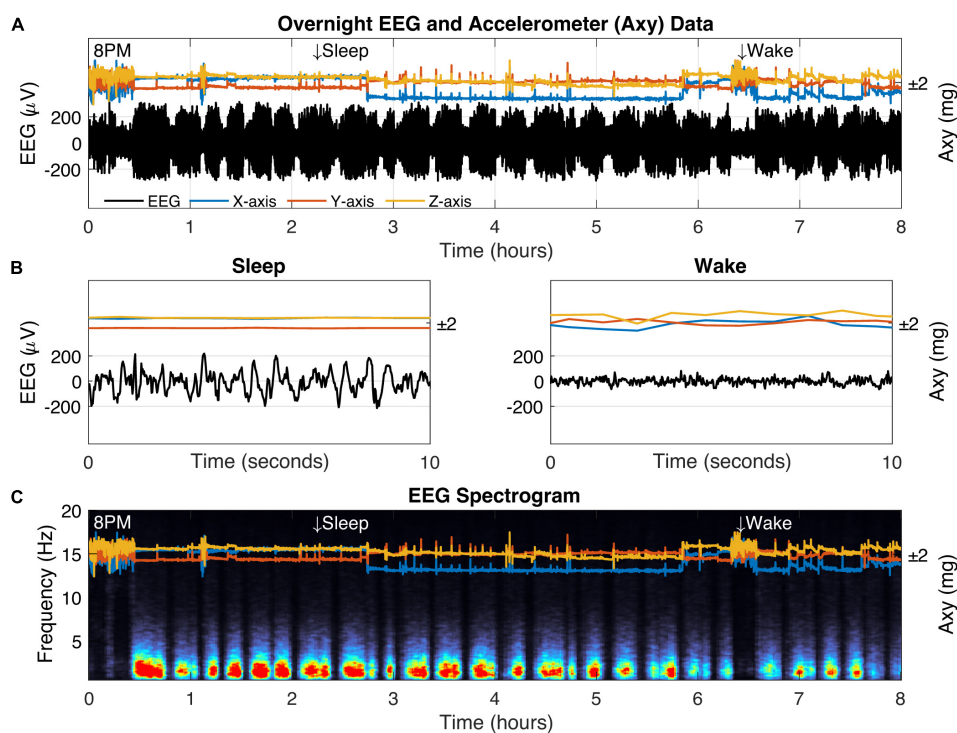 A
Overnight EEG and Accelerometer (Axy) Data
8PM
↓Sleep
↓Wake
EEG (μV)
200
0
-200
±2
Axy (mg)
EEG X-axis Y-axis Z-axis
0 1 2 3 4 5 6 7 8
Time (hours)
B
Sleep
EEG (μV)
200
0
-200
±2
0 10
Time (seconds)
Wake
200
0
-200
±2
Axy (mg)
0 10
Time (seconds)
C
EEG Spectrogram
8PM
↓Sleep
↓Wake
Frequency (Hz)
20
15
10
5
±2
Axy (mg)
0 1 2 3 4 5 6 7 8
Time (hours)